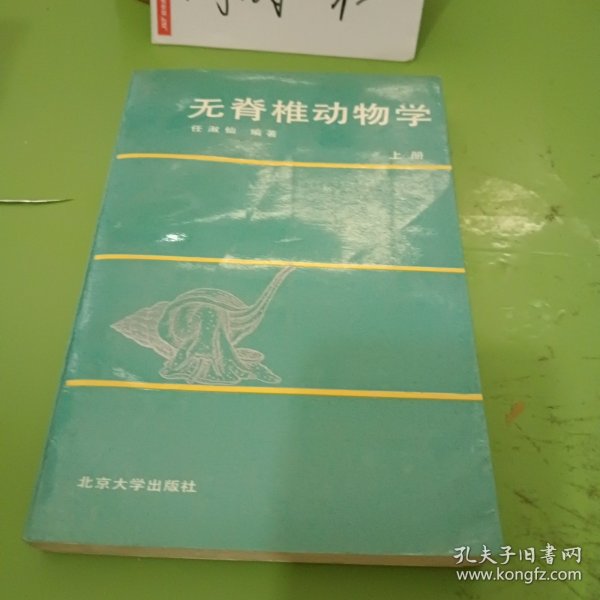 无脊椎动物学
任淑仙 编著
上册
北京大学出版社
孔夫子旧书网
www.kongfz.com